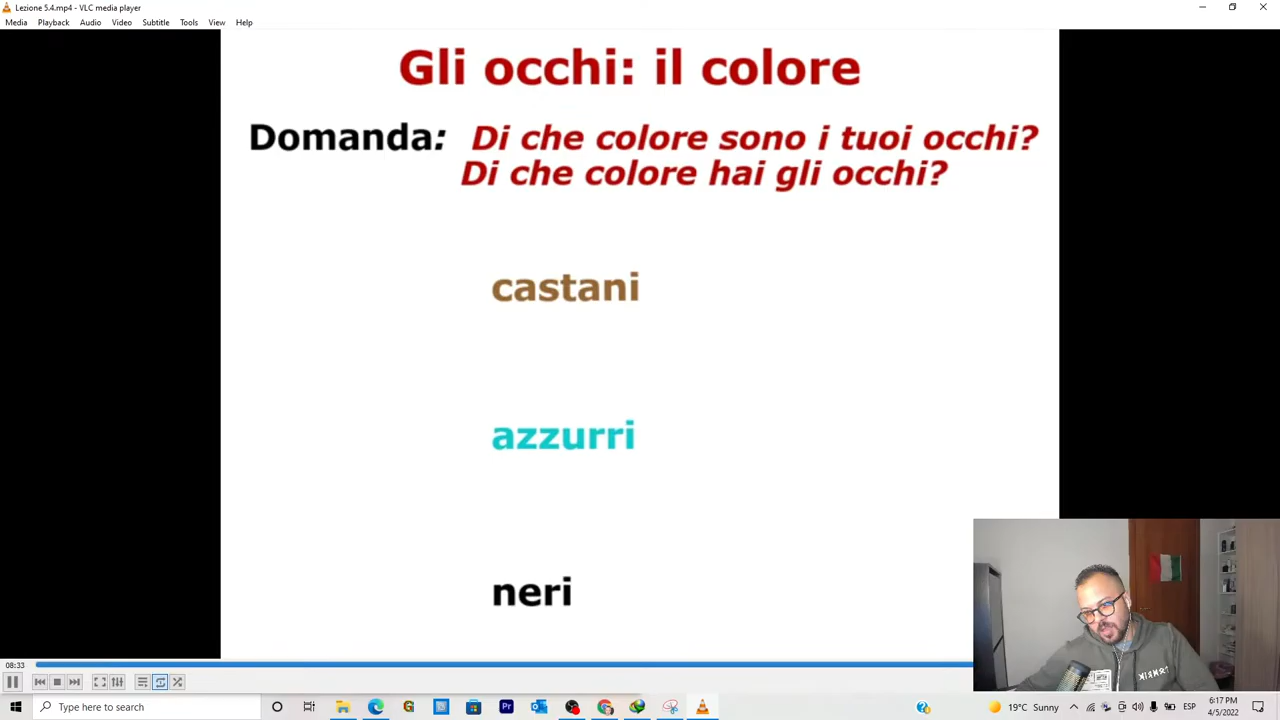 Lezione 5.4.mp4 - VLC media player
Media Playback Audio Video Subtitle Tools View Help
Gli occhi: il colore
Domanda: Di che colore sono i tuoi occhi?
Di che colore hai gli occhi?
castani
azzurri
neri
08:33
Type here to search
19°C Sunny
ESP
6:17 PM
4/5/2022